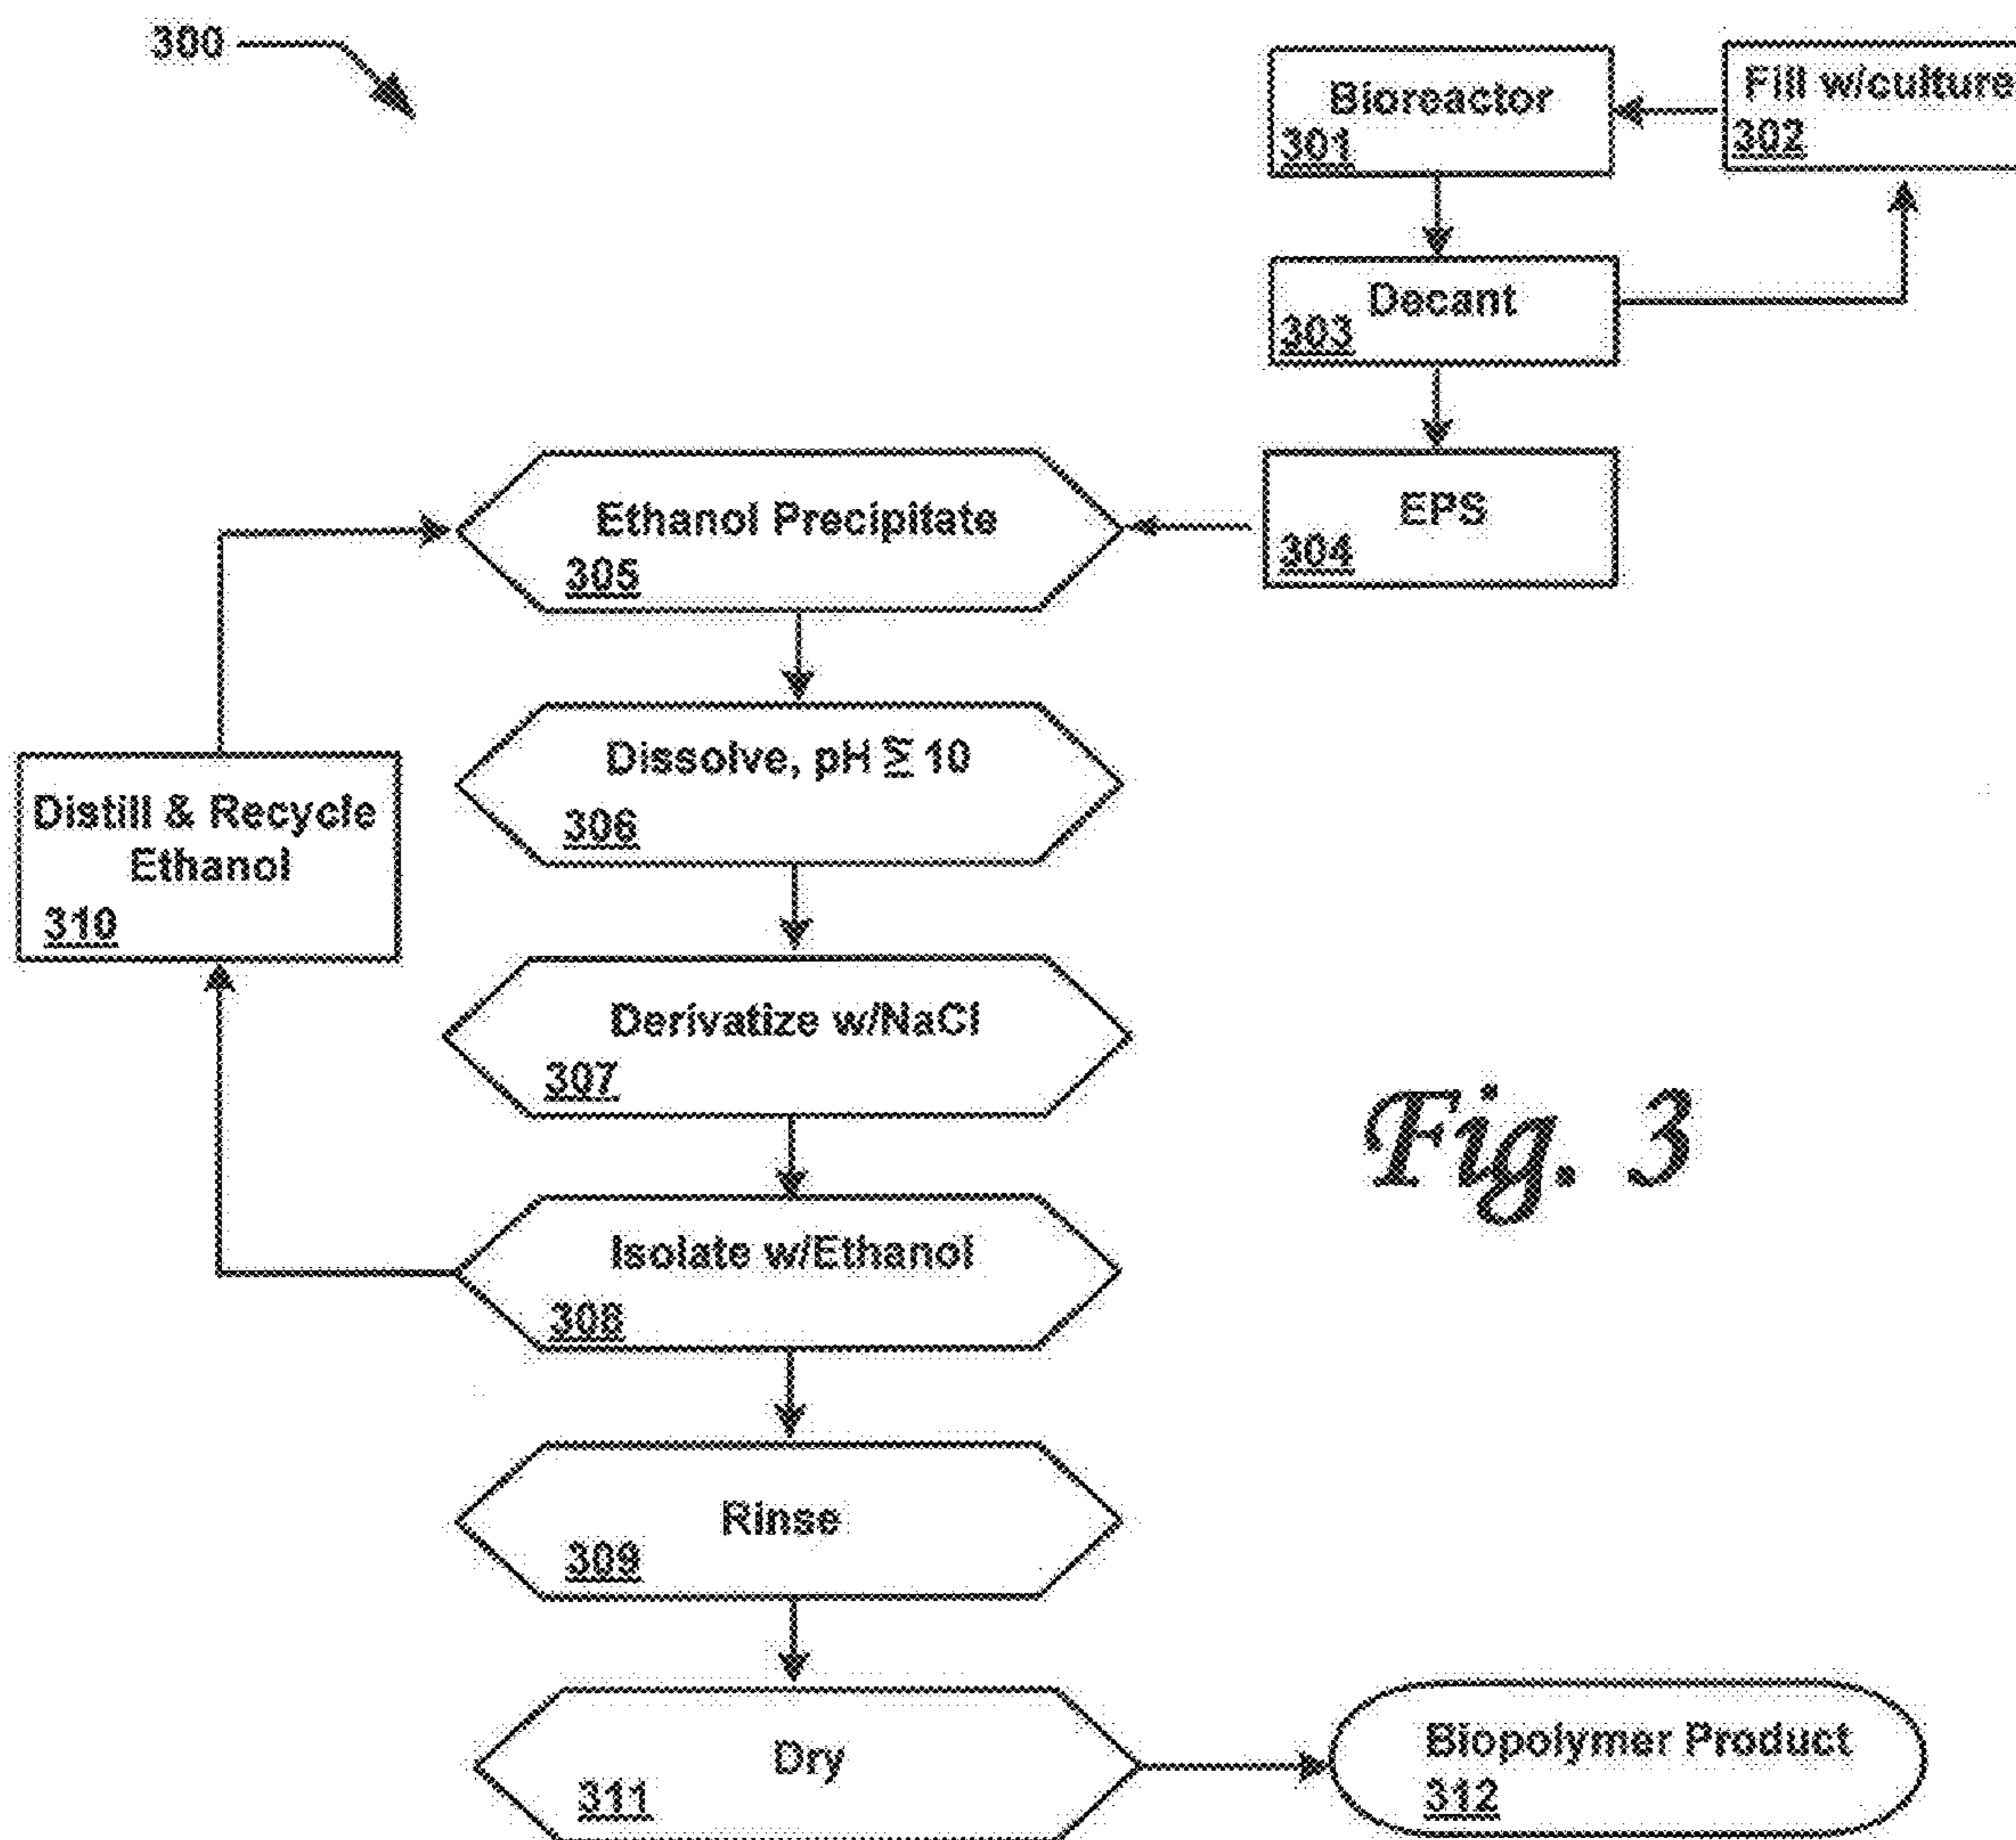 300
Bioreactor
301
Fill w/culture
302
Decant
303
EPS
304
Ethanol Precipitate
305
Dissolve, pH ≥ 10
306
Distill & Recycle
Ethanol
310
Derivatize w/NaCl
307
Isolate w/Ethanol
308
Rinse
309
Dry
311
Biopolymer Product
312
Fig. 3